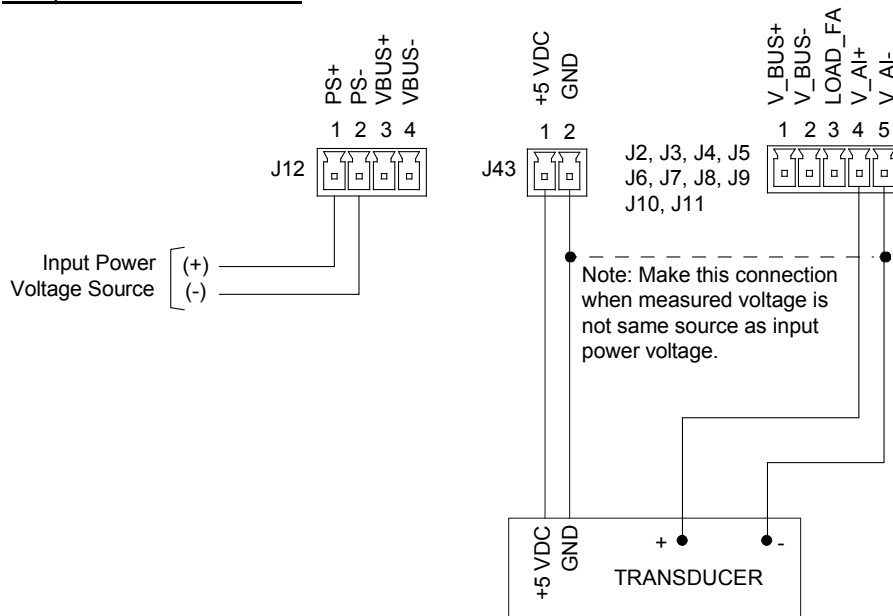 PS+
PS-
VBUS+
VBUS-
1 2 3 4
J12
Input Power (+)
Voltage Source (-)
+5 VDC
GND
1 2
J43
V_BUS+
V_BUS-
LOAD_FA
V_AI+
V_AI-
1 2 3 4 5
J2, J3, J4, J5
J6, J7, J8, J9
J10, J11
Note: Make this connection
when measured voltage is
not same source as input
power voltage.
+5 VDC
GND
+ -
TRANSDUCER